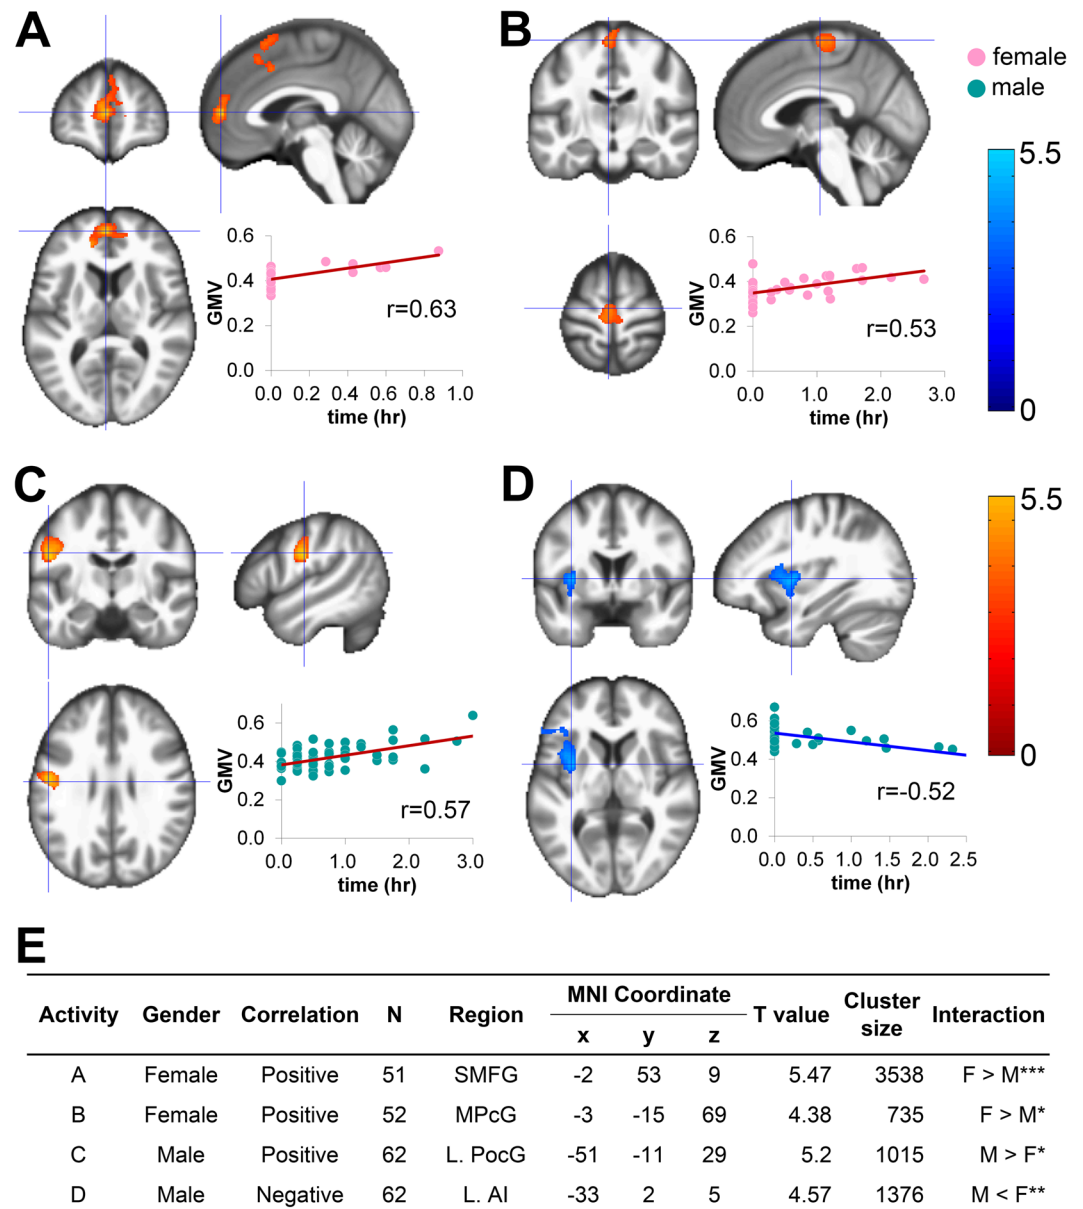 A
B
female
male
5.5
0
0.6
0.4
0.2
0.0
GMV
r=0.63
0.0 0.2 0.4 0.6 0.8 1.0
time (hr)
0.6
0.4
0.2
0.0
GMV
r=0.53
0.0 1.0 2.0 3.0
time (hr)
C
D
5.5
0
0.6
0.4
0.2
0.0
GMV
r=0.57
0.0 1.0 2.0 3.0
time (hr)
0.6
0.4
0.2
0.0
GMV
r=-0.52
0.0 0.5 1.0 1.5 2.0 2.5
time (hr)
E
Activity Gender Correlation N Region MNI Coordinate T value Cluster size Interaction
x y z
A Female Positive 51 SMFG -2 53 9 5.47 3538 F > M***
B Female Positive 52 MPcG -3 -15 69 4.38 735 F > M*
C Male Positive 62 L. PocG -51 -11 29 5.2 1015 M > F*
D Male Negative 62 L. AI -33 2 5 4.57 1376 M < F**